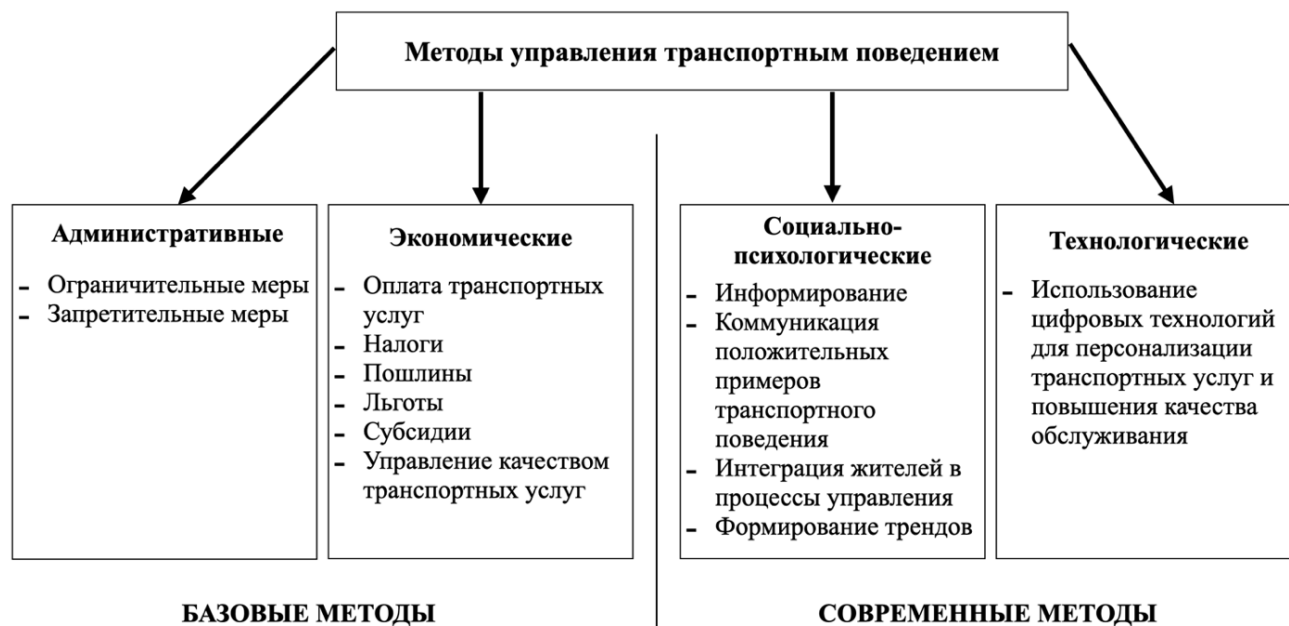 Методы управления транспортным поведением
Административные
- Ограничительные меры
- Запретительные меры
Экономические
- Оплата транспортных
услуг
- Налоги
- Пошлины
- Льготы
- Субсидии
- Управление качеством
транспортных услуг
Социально-
психологические
- Информирование
- Коммуникация
положительных
примеров
транспортного
поведения
- Интеграция жителей в
процессы управления
- Формирование трендов
Технологические
- Использование
цифровых технологий
для персонализации
транспортных услуг и
повышения качества
обслуживания
БАЗОВЫЕ МЕТОДЫ
СОВРЕМЕННЫЕ МЕТОДЫ